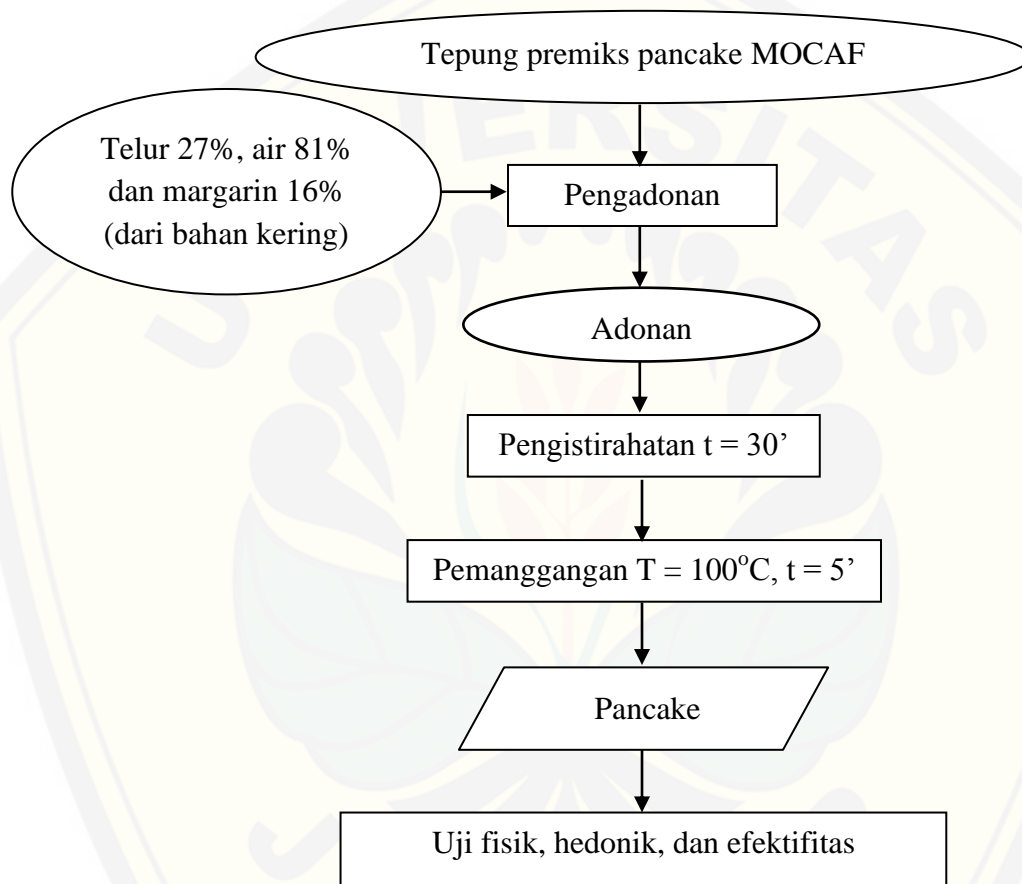 Tepung premiks pancake MOCAF
Telur 27%, air 81%
dan margarin 16%
(dari bahan kering)
Pengadonan
Adonan
Pengistirahatan t = 30’
Pemanggangan T = 100°C, t = 5’
Pancake
Uji fisik, hedonik, dan efektifitas